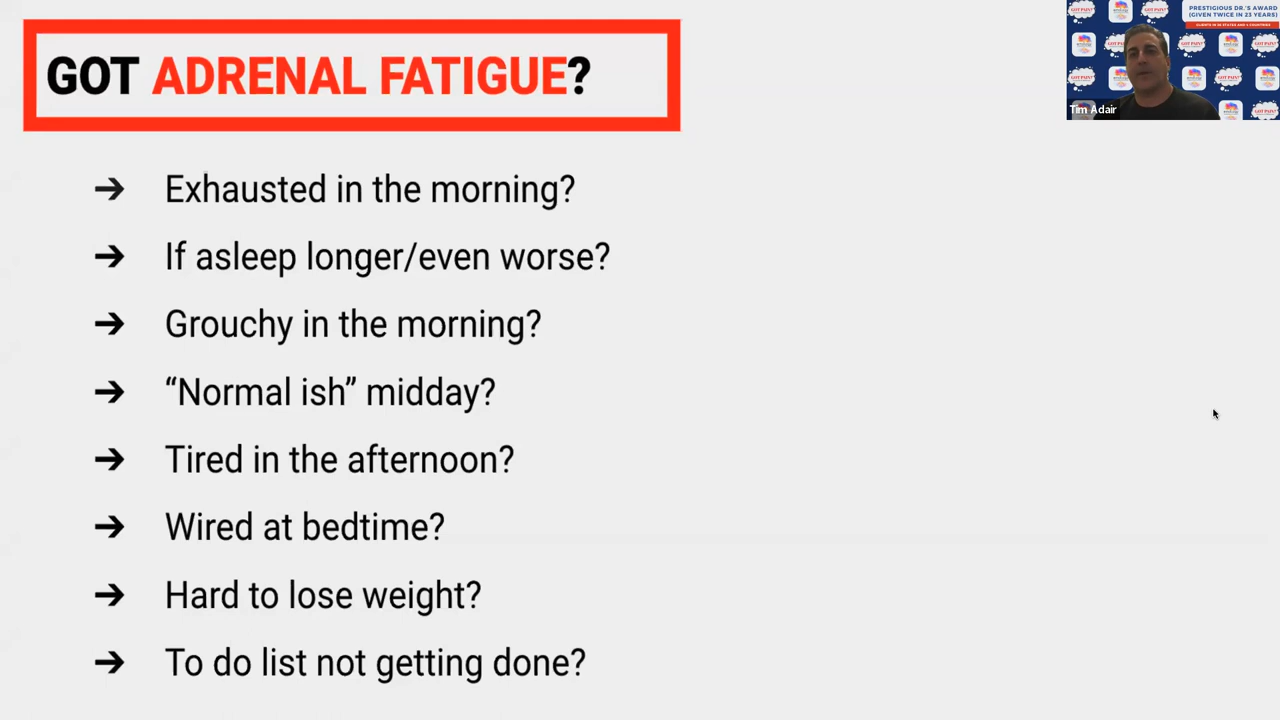 GOT ADRENAL FATIGUE?
➔ Exhausted in the morning?
➔ If asleep longer/even worse?
➔ Grouchy in the morning?
➔ “Normal ish” midday?
➔ Tired in the afternoon?
➔ Wired at bedtime?
➔ Hard to lose weight?
➔ To do list not getting done?
PRESTIGIOUS DR.'S AWARD
(GIVEN TWICE IN 23 YEARS)
GOT PAIN?
Tim Adair